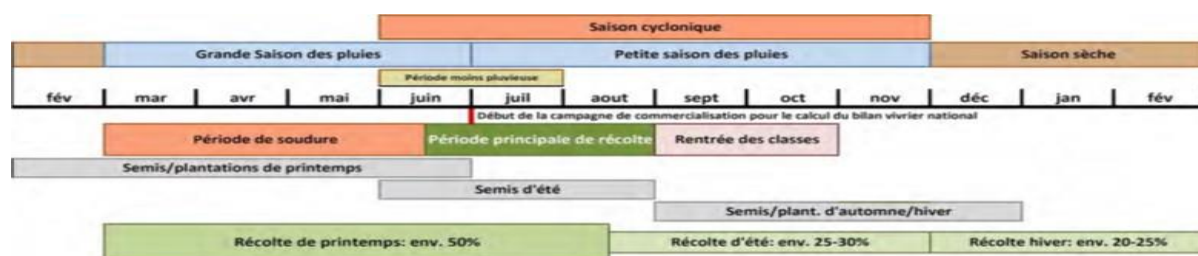 Saison cyclonique
Grande Saison des pluies Petite saison des pluies Saison sèche
Période moins pluvieuse
fév mar avr mai juin juil aout sept oct nov déc jan fév
Début de la campagne de commercialisation pour le calcul du bilan vivrier national
Période de soudure Période principale de récolte Rentrée des classes
Semis/plantations de printemps
Semis d'été
Semis/plant. d'automne/hiver
Récolte de printemps: env. 50% Récolte d'été: env. 25-30% Récolte hiver: env. 20-25%